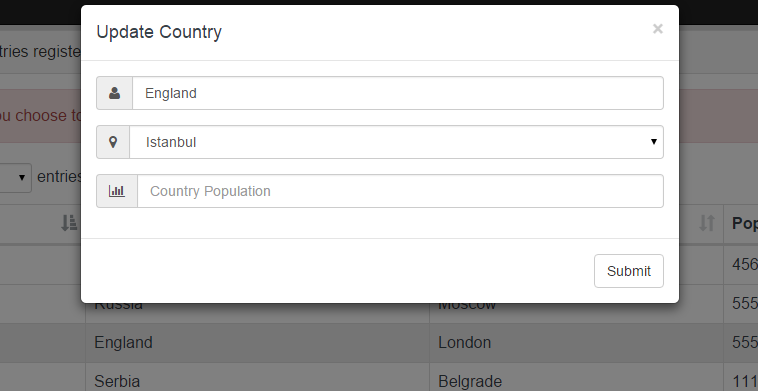 Update Country
×
ntries registe
England
ou choose to
Istanbul
entries
Country Population
Pop
456
Submit
Russia Moscow 555
England London 555
Serbia Belgrade 111